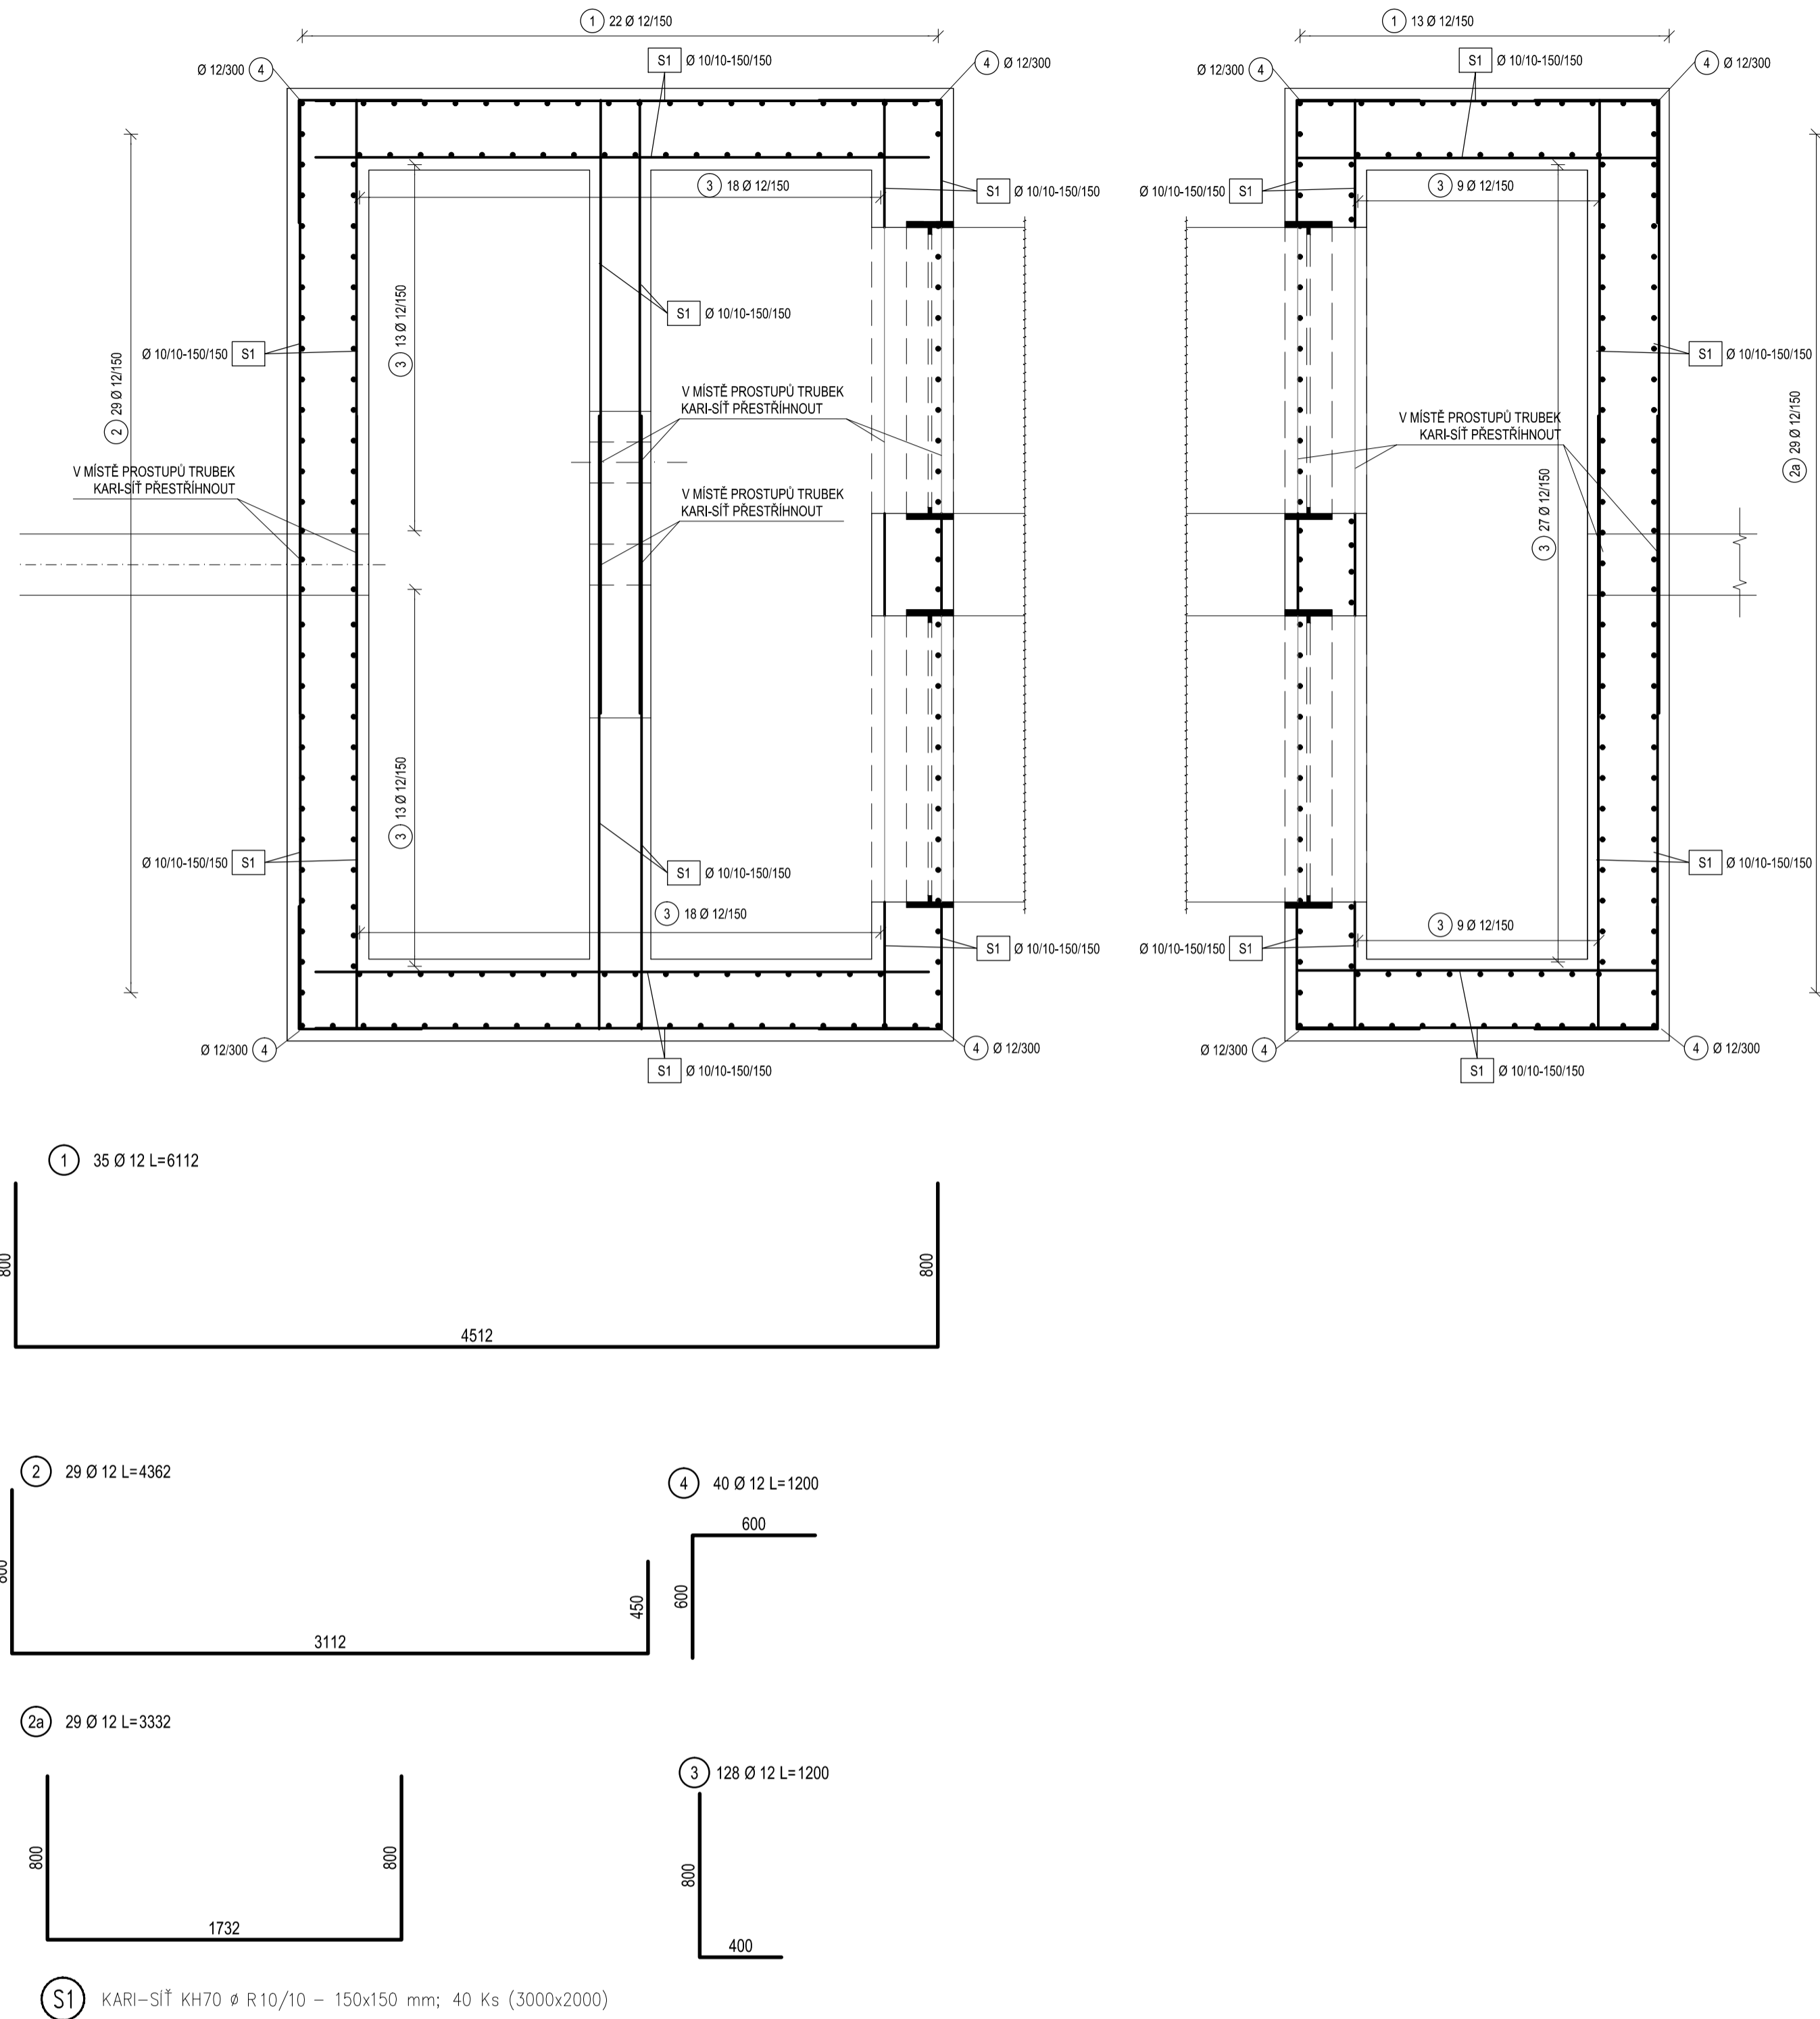 1 22 Ø 12/150
1 13 Ø 12/150
S1 Ø 10/10-150/150
S1 Ø 10/10-150/150
Ø 12/300 4
4 Ø 12/300
Ø 12/300 4
4 Ø 12/300
3 18 Ø 12/150
S1 Ø 10/10-150/150
Ø 10/10-150/150 S1
3 9 Ø 12/150
3 13 Ø 12/150
S1 Ø 10/10-150/150
Ø 10/10-150/150 S1
S1 Ø 10/10-150/150
2 29 Ø 12/150
V MÍSTĚ PROSTUPŮ TRUBEK
KARI-SÍŤ PŘESTŘÍHNOUT
V MÍSTĚ PROSTUPŮ TRUBEK
KARI-SÍŤ PŘESTŘÍHNOUT
2a 29 Ø 12/150
V MÍSTĚ PROSTUPŮ TRUBEK
KARI-SÍŤ PŘESTŘÍHNOUT
V MÍSTĚ PROSTUPŮ TRUBEK
KARI-SÍŤ PŘESTŘÍHNOUT
3 27 Ø 12/150
3 13 Ø 12/150
Ø 10/10-150/150 S1
S1 Ø 10/10-150/150
S1 Ø 10/10-150/150
3 18 Ø 12/150
3 9 Ø 12/150
S1 Ø 10/10-150/150
Ø 10/10-150/150 S1
Ø 12/300 4
4 Ø 12/300
Ø 12/300 4
4 Ø 12/300
S1 Ø 10/10-150/150
S1 Ø 10/10-150/150
1 35 Ø 12 L=6112
800
800
4512
2 29 Ø 12 L=4362
800
450
3112
4 40 Ø 12 L=1200
600
600
2a 29 Ø 12 L=3332
800
800
1732
3 128 Ø 12 L=1200
800
400
S1 KARI-SÍŤ KH70 ø R10/10 - 150x150 mm; 40 Ks (3000x2000)